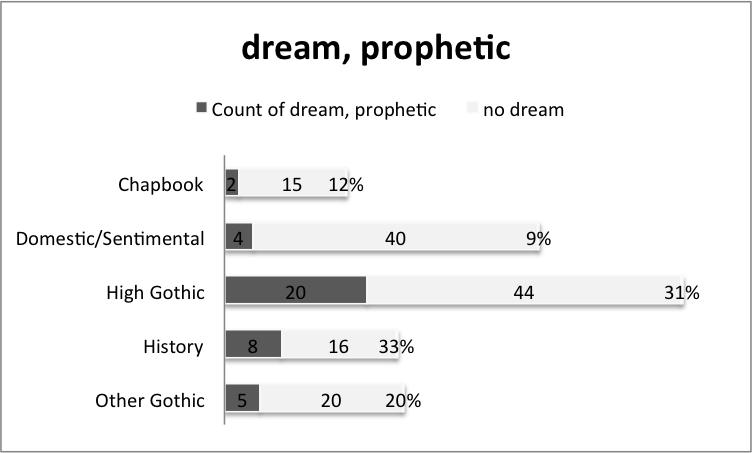 dream, prophetic
Count of dream, prophetic no dream
Chapbook 2 15 12%
Domestic/Sentimental 4 40 9%
High Gothic 20 44 31%
History 8 16 33%
Other Gothic 5 20 20%